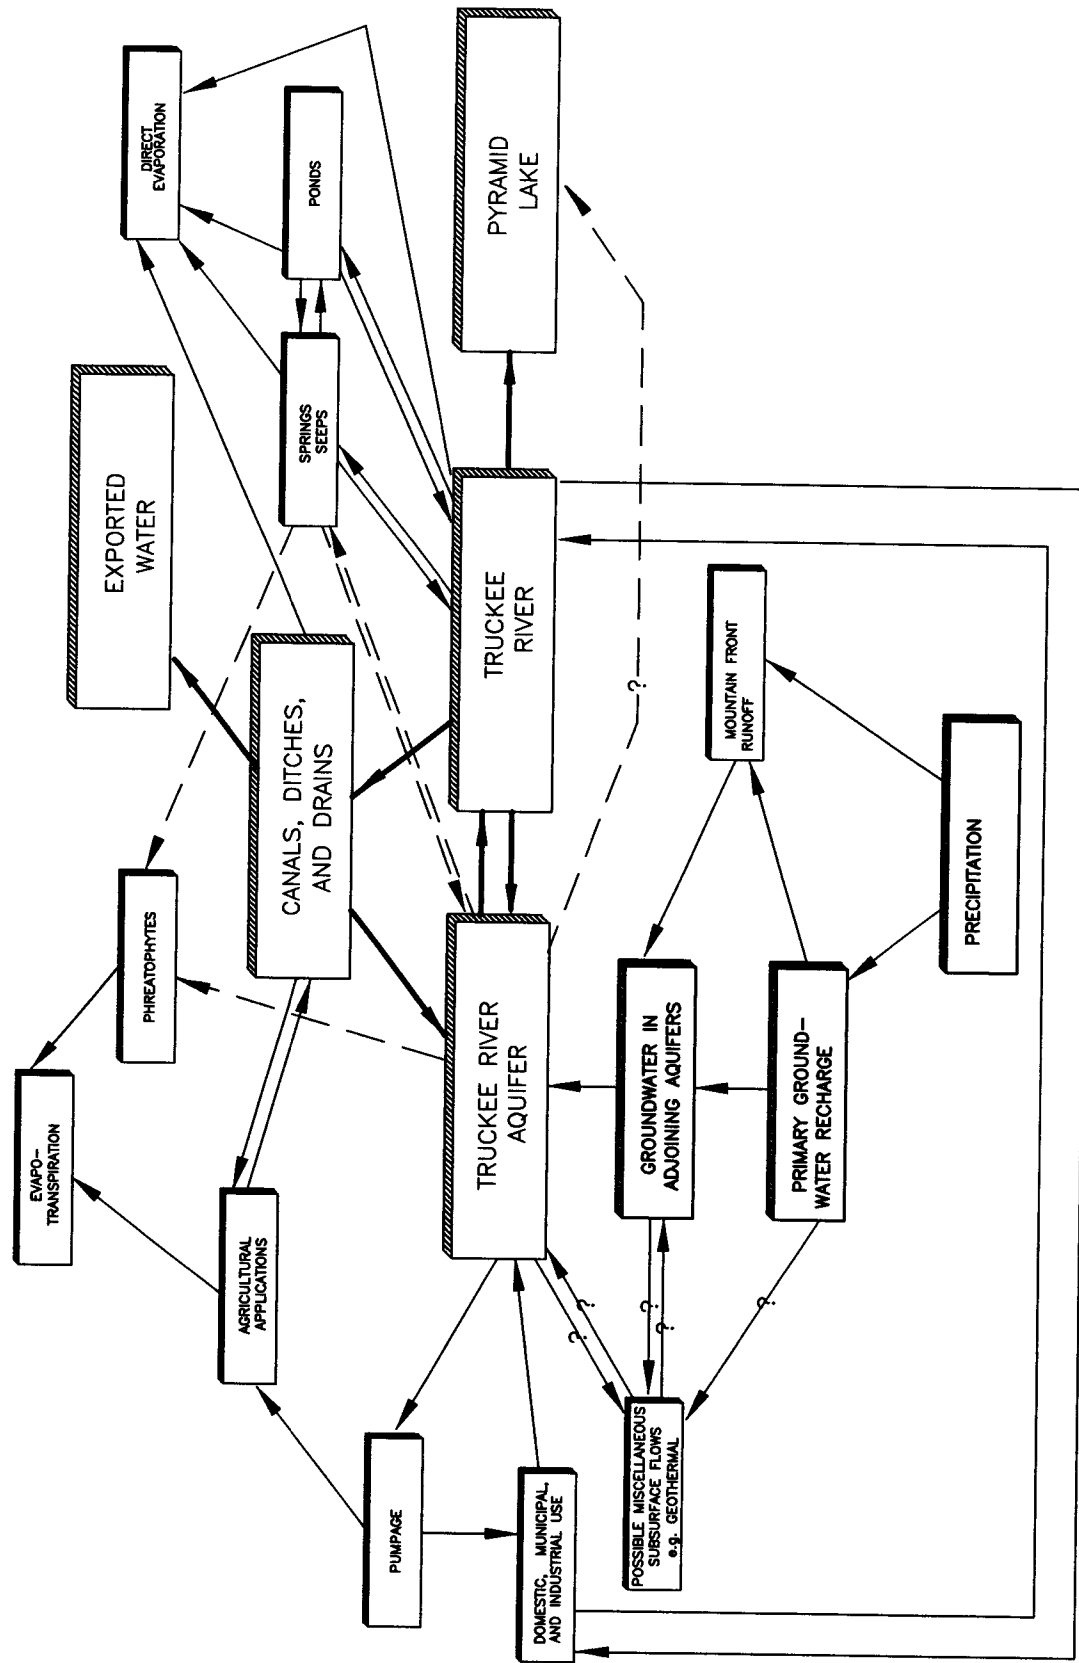 EVAPO-
TRANSPIRATION
PHREATOPHYTES
EXPORTED
WATER
DIRECT
EVAPORATION
AGRICULTURAL
APPLICATIONS
CANALS, DITCHES,
AND DRAINS
SPRINGS
SEEPS
PONDS
PUMPAGE
TRUCKEE RIVER
AQUIFER
TRUCKEE
RIVER
PYRAMID
LAKE
DOMESTIC, MUNICIPAL,
AND INDUSTRIAL USE
?
?
?
POSSIBLE MISCELLANEOUS
SUBSURFACE FLOWS
e.g. GEOTHERMAL
?
?
GROUNDWATER IN
ADJOINING AQUIFERS
MOUNTAIN FRONT
RUNOFF
?
PRIMARY GROUND-
WATER RECHARGE
PRECIPITATION